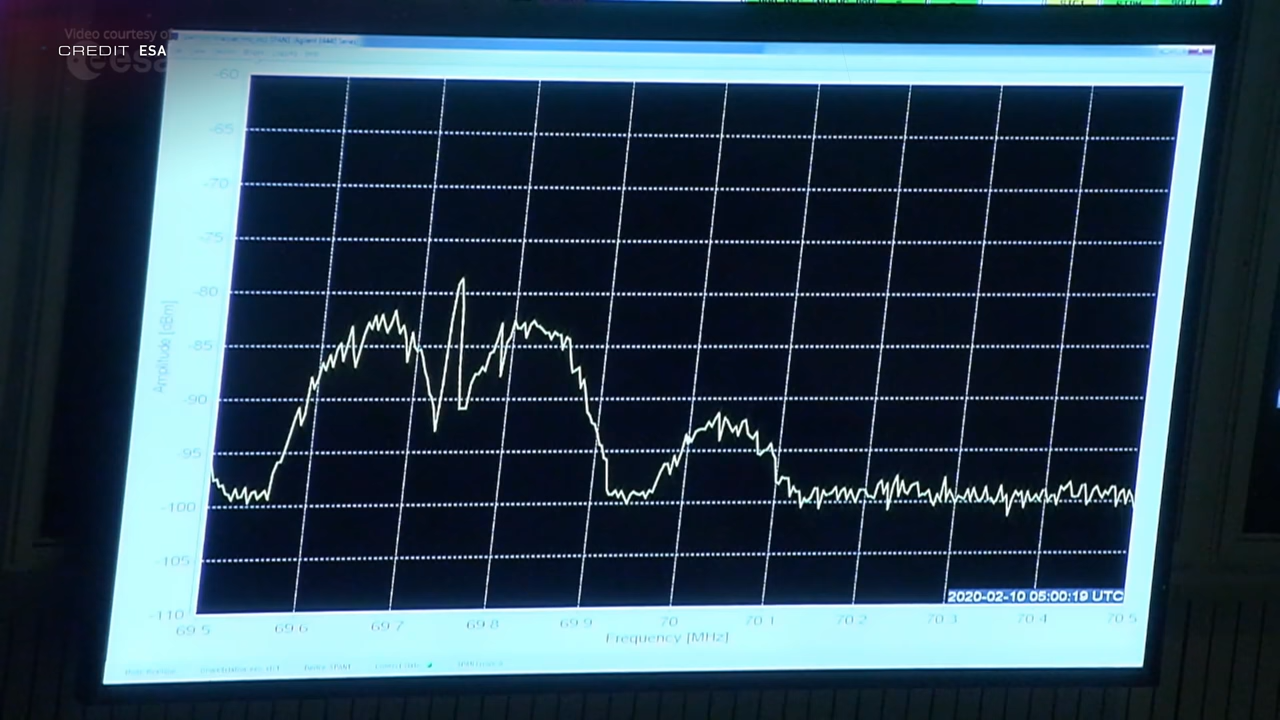 Video courtesy of
CREDIT ESA
esa
-60
-65
-70
-75
-80
-85
-90
-95
-100
-105
-110
Amplitude [dBm]
2020-02-10 05:00:19 UTC
69.5 69.6 69.7 69.8 69.9 70 70.1 70.2 70.3 70.4 70.5
Frequency [MHz]